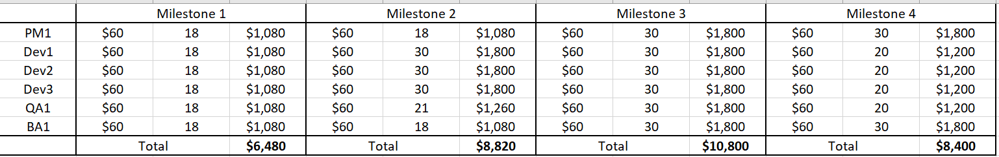 Milestone 1 Milestone 2 Milestone 3 Milestone 4
PM1 $60 18 $1,080 $60 18 $1,080 $60 30 $1,800 $60 30 $1,800
Dev1 $60 18 $1,080 $60 30 $1,800 $60 30 $1,800 $60 20 $1,200
Dev2 $60 18 $1,080 $60 30 $1,800 $60 30 $1,800 $60 20 $1,200
Dev3 $60 18 $1,080 $60 30 $1,800 $60 30 $1,800 $60 20 $1,200
QA1 $60 18 $1,080 $60 21 $1,260 $60 30 $1,800 $60 20 $1,200
BA1 $60 18 $1,080 $60 18 $1,080 $60 30 $1,800 $60 30 $1,800
Total $6,480 Total $8,820 Total $10,800 Total $8,400